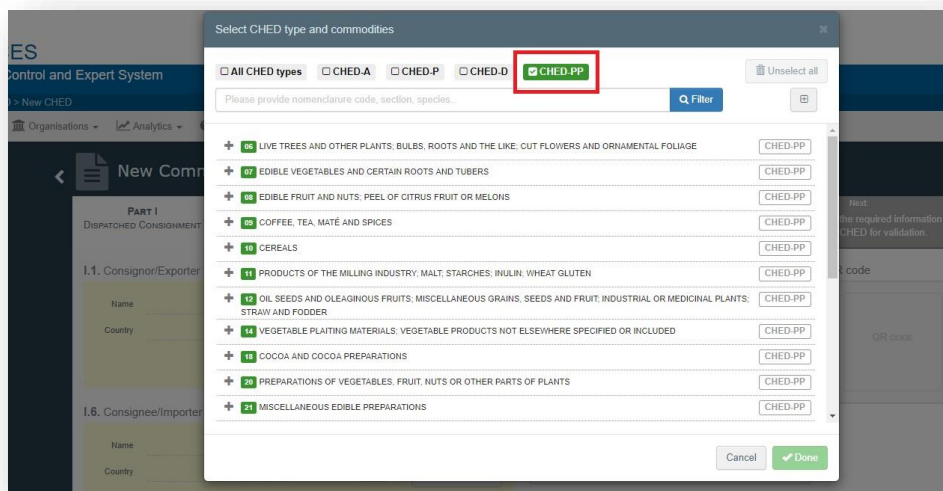 Select CHED type and commodities
ES
Control and Expert System
> New CHED
Organisations
Analytics
All CHED types
CHED-A
CHED-P
CHED-D
CHED-PP
Unselect all
Please provide nomenclarure code, section, species..
Filter
New Comm
PART I
DISPATCHED CONSIGNMENT
Next:
the required information
CHED for validation.
06 LIVE TREES AND OTHER PLANTS; BULBS, ROOTS AND THE LIKE; CUT FLOWERS AND ORNAMENTAL FOLIAGE CHED-PP
07 EDIBLE VEGETABLES AND CERTAIN ROOTS AND TUBERS CHED-PP
08 EDIBLE FRUIT AND NUTS; PEEL OF CITRUS FRUIT OR MELONS CHED-PP
09 COFFEE, TEA, MATÉ AND SPICES CHED-PP
10 CEREALS CHED-PP
11 PRODUCTS OF THE MILLING INDUSTRY; MALT; STARCHES; INULIN; WHEAT GLUTEN CHED-PP
12 OIL SEEDS AND OLEAGINOUS FRUITS; MISCELLANEOUS GRAINS, SEEDS AND FRUIT; INDUSTRIAL OR MEDICINAL PLANTS; CHED-PP
STRAW AND FODDER
14 VEGETABLE PLAITING MATERIALS; VEGETABLE PRODUCTS NOT ELSEWHERE SPECIFIED OR INCLUDED CHED-PP
18 COCOA AND COCOA PREPARATIONS CHED-PP
20 PREPARATIONS OF VEGETABLES, FRUIT, NUTS OR OTHER PARTS OF PLANTS CHED-PP
21 MISCELLANEOUS EDIBLE PREPARATIONS CHED-PP
I.1. Consignor/Exporter
Name
Country
code
QR code
I.6. Consignee/Importer
Name
Country
Cancel
Done